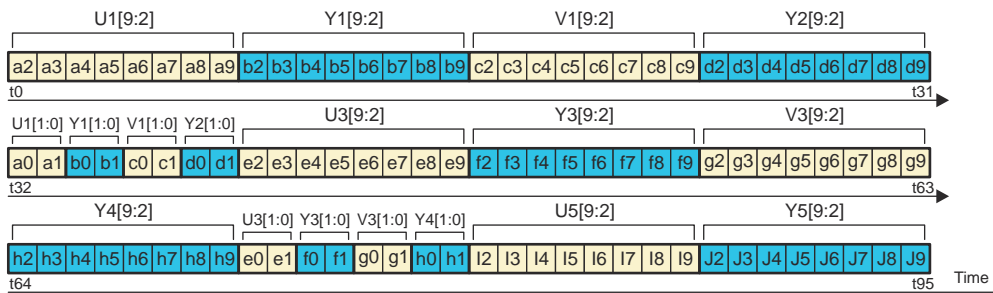 U1[9:2] Y1[9:2] V1[9:2] Y2[9:2]
a2 a3 a4 a5 a6 a7 a8 a9 b2 b3 b4 b5 b6 b7 b8 b9 c2 c3 c4 c5 c6 c7 c8 c9 d2 d3 d4 d5 d6 d7 d8 d9
t0 t31
U1[1:0] Y1[1:0] V1[1:0] Y2[1:0] U3[9:2] Y3[9:2] V3[9:2]
a0 a1 b0 b1 c0 c1 d0 d1 e2 e3 e4 e5 e6 e7 e8 e9 f2 f3 f4 f5 f6 f7 f8 f9 g2 g3 g4 g5 g6 g7 g8 g9
t32 t63
Y4[9:2] U3[1:0] Y3[1:0] V3[1:0] Y4[1:0] U5[9:2] Y5[9:2]
h2 h3 h4 h5 h6 h7 h8 h9 e0 e1 f0 f1 g0 g1 h0 h1 I2 I3 I4 I5 I6 I7 I8 I9 J2 J3 J4 J5 J6 J7 J8 J9
t64 t95 Time